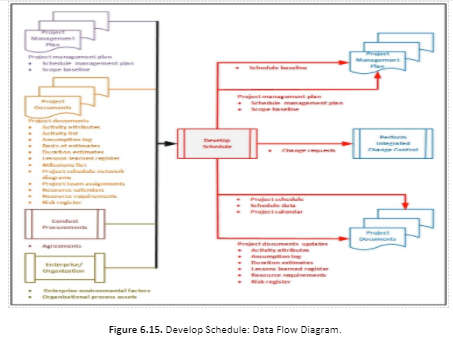 Project
Management
Plan
Project management plan
• Schedule management plan
• Scope baseline
Project
Documents
Project documents
• Activity attributes
• Activity list
• Assumption log
• Basis of estimates
• Duration estimates
• Lessons learned register
• Milestone list
• Project schedule network
diagrams
• Project team assignments
• Resource calendars
• Resource requirements
• Risk register
Conduct
Procurements
• Agreements
Enterprise/
Organization
• Enterprise environmental factors
• Organizational process assets
Develop
Schedule
• Schedule baseline
Project management plan
• Schedule management plan
• Scope baseline
• Change requests
• Project schedule
• Schedule data
• Project calendar
Project documents updates
• Activity attributes
• Assumption log
• Duration estimates
• Lessons learned register
• Resource requirements
• Risk register
Project
Management
Plan
Perform
Integrated
Change Control
Project
Documents
Figure 6.15. Develop Schedule: Data Flow Diagram.